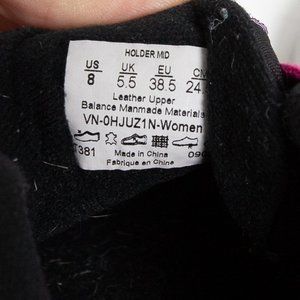 HOLDER MID
US UK EU CM
8 5.5 38.5 24.
Leather Upper
Balance Manmade Materials
VN-0HJUZ1N-Women
Made in China
Fabriqué en Chine